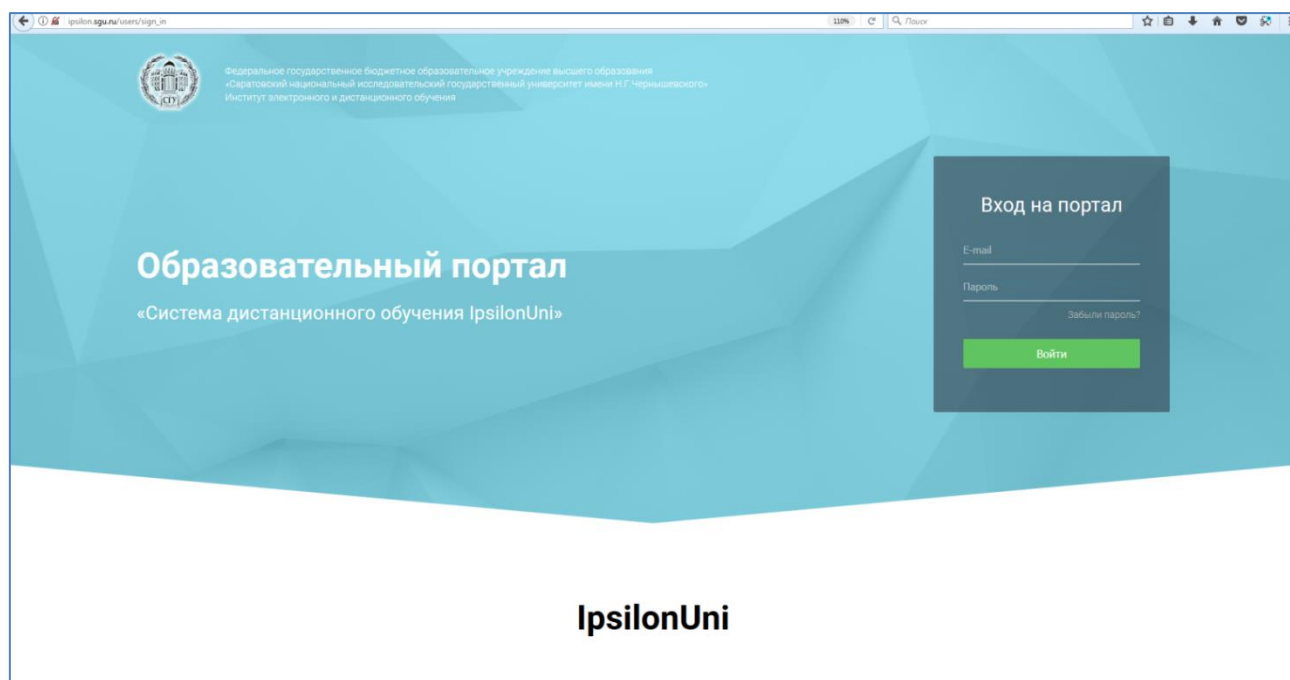 ipsilon.sgu.ru/users/sign_in
110%
Поиск
Федеральное государственное бюджетное образовательное учреждение высшего образования
«Саратовский национальный исследовательский государственный университет имени Н.Г.Чернышевского»
Институт электронного и дистанционного обучения
СГУ
Вход на портал
E-mail
Образовательный портал
Пароль
«Система дистанционного обучения IpsilonUni»
Забыли пароль?
Войти
IpsilonUni